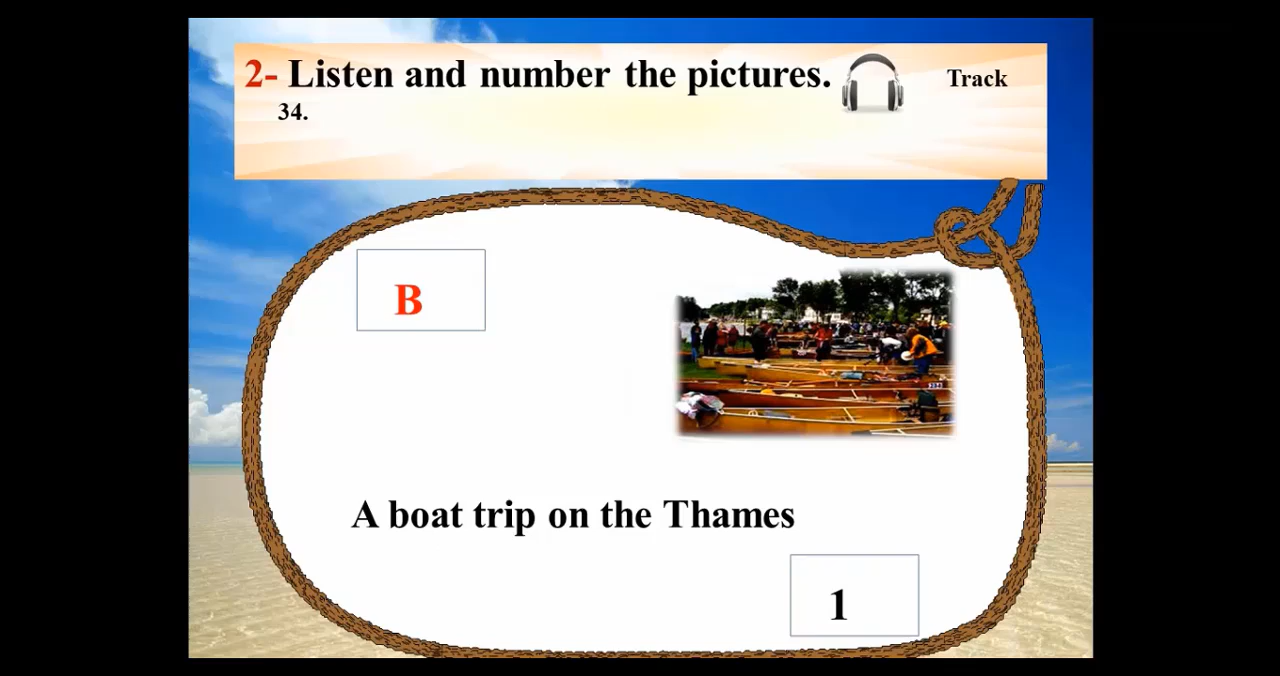 2- Listen and number the pictures. Track
34.
B
A boat trip on the Thames
1